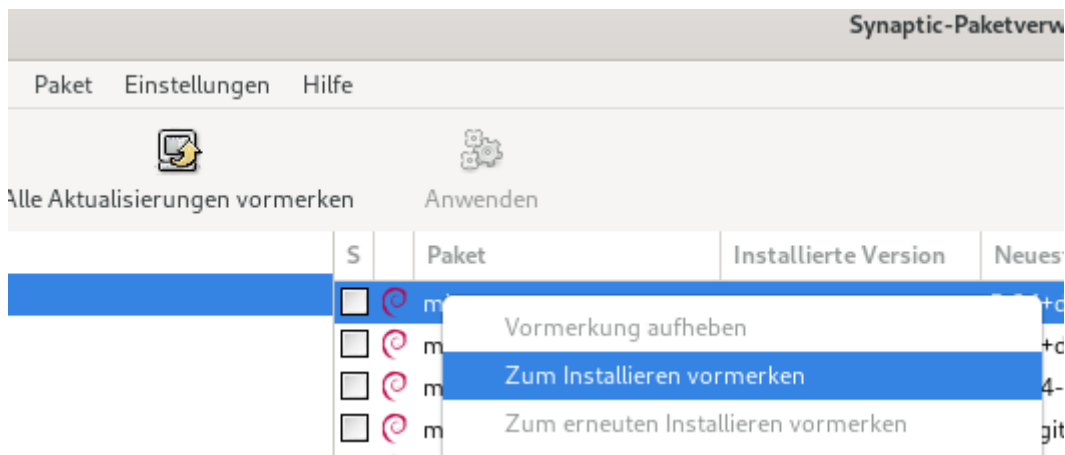 Synaptic-Paketverw
Paket Einstellungen Hilfe
Alle Aktualisierungen vormerken Anwenden
S Paket Installierte Version Neues
Vormerkung aufheben
Zum Installieren vormerken
Zum erneuten Installieren vormerken